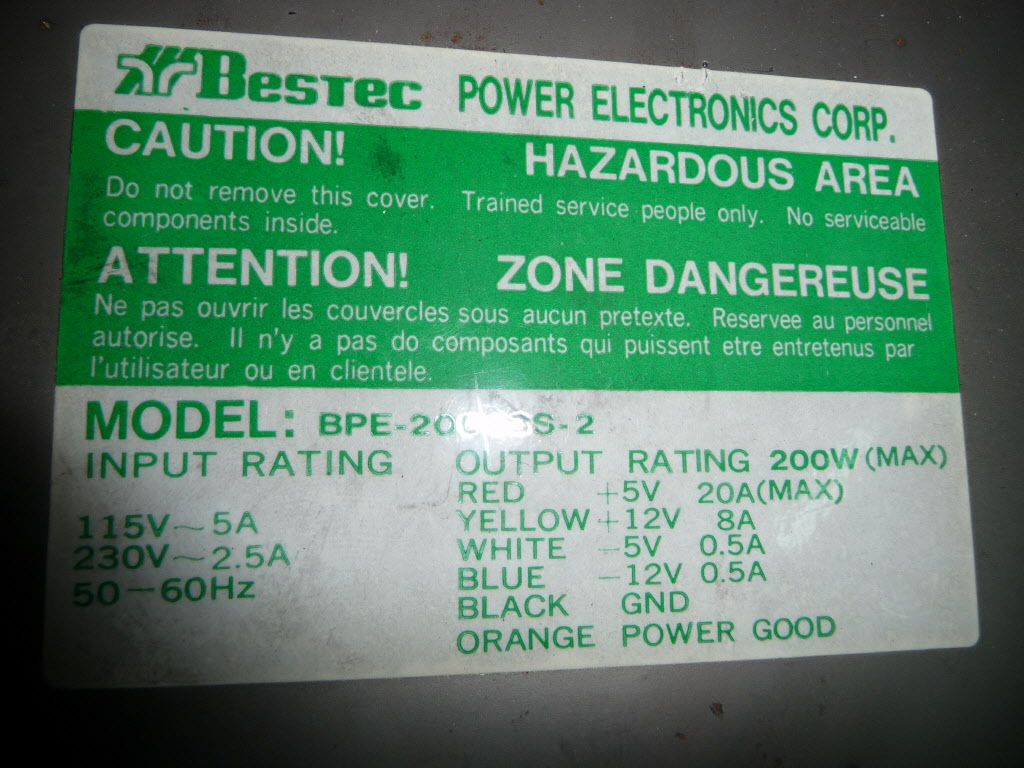 BESTEC POWER ELECTRONICS CORP.
CAUTION! HAZARDOUS AREA
Do not remove this cover. Trained service people only. No serviceable
components inside.
ATTENTION! ZONE DANGEREUSE
Ne pas ouvrir les couvercles sous aucun pretexte. Reservee au personnel
autorise. Il n'y a pas do composants qui puissent etre entretenus par
l'utilisateur ou en clientele.
MODEL:
INPUT RATING
115V~5A
230V~2.5A
50-60Hz
OUTPUT RATING 200W (MAX)
RED +5V 20A(MAX)
YELLOW +12V 8A
WHITE -5V 0.5A
BLUE -12V 0.5A
BLACK GND
ORANGE POWER GOOD